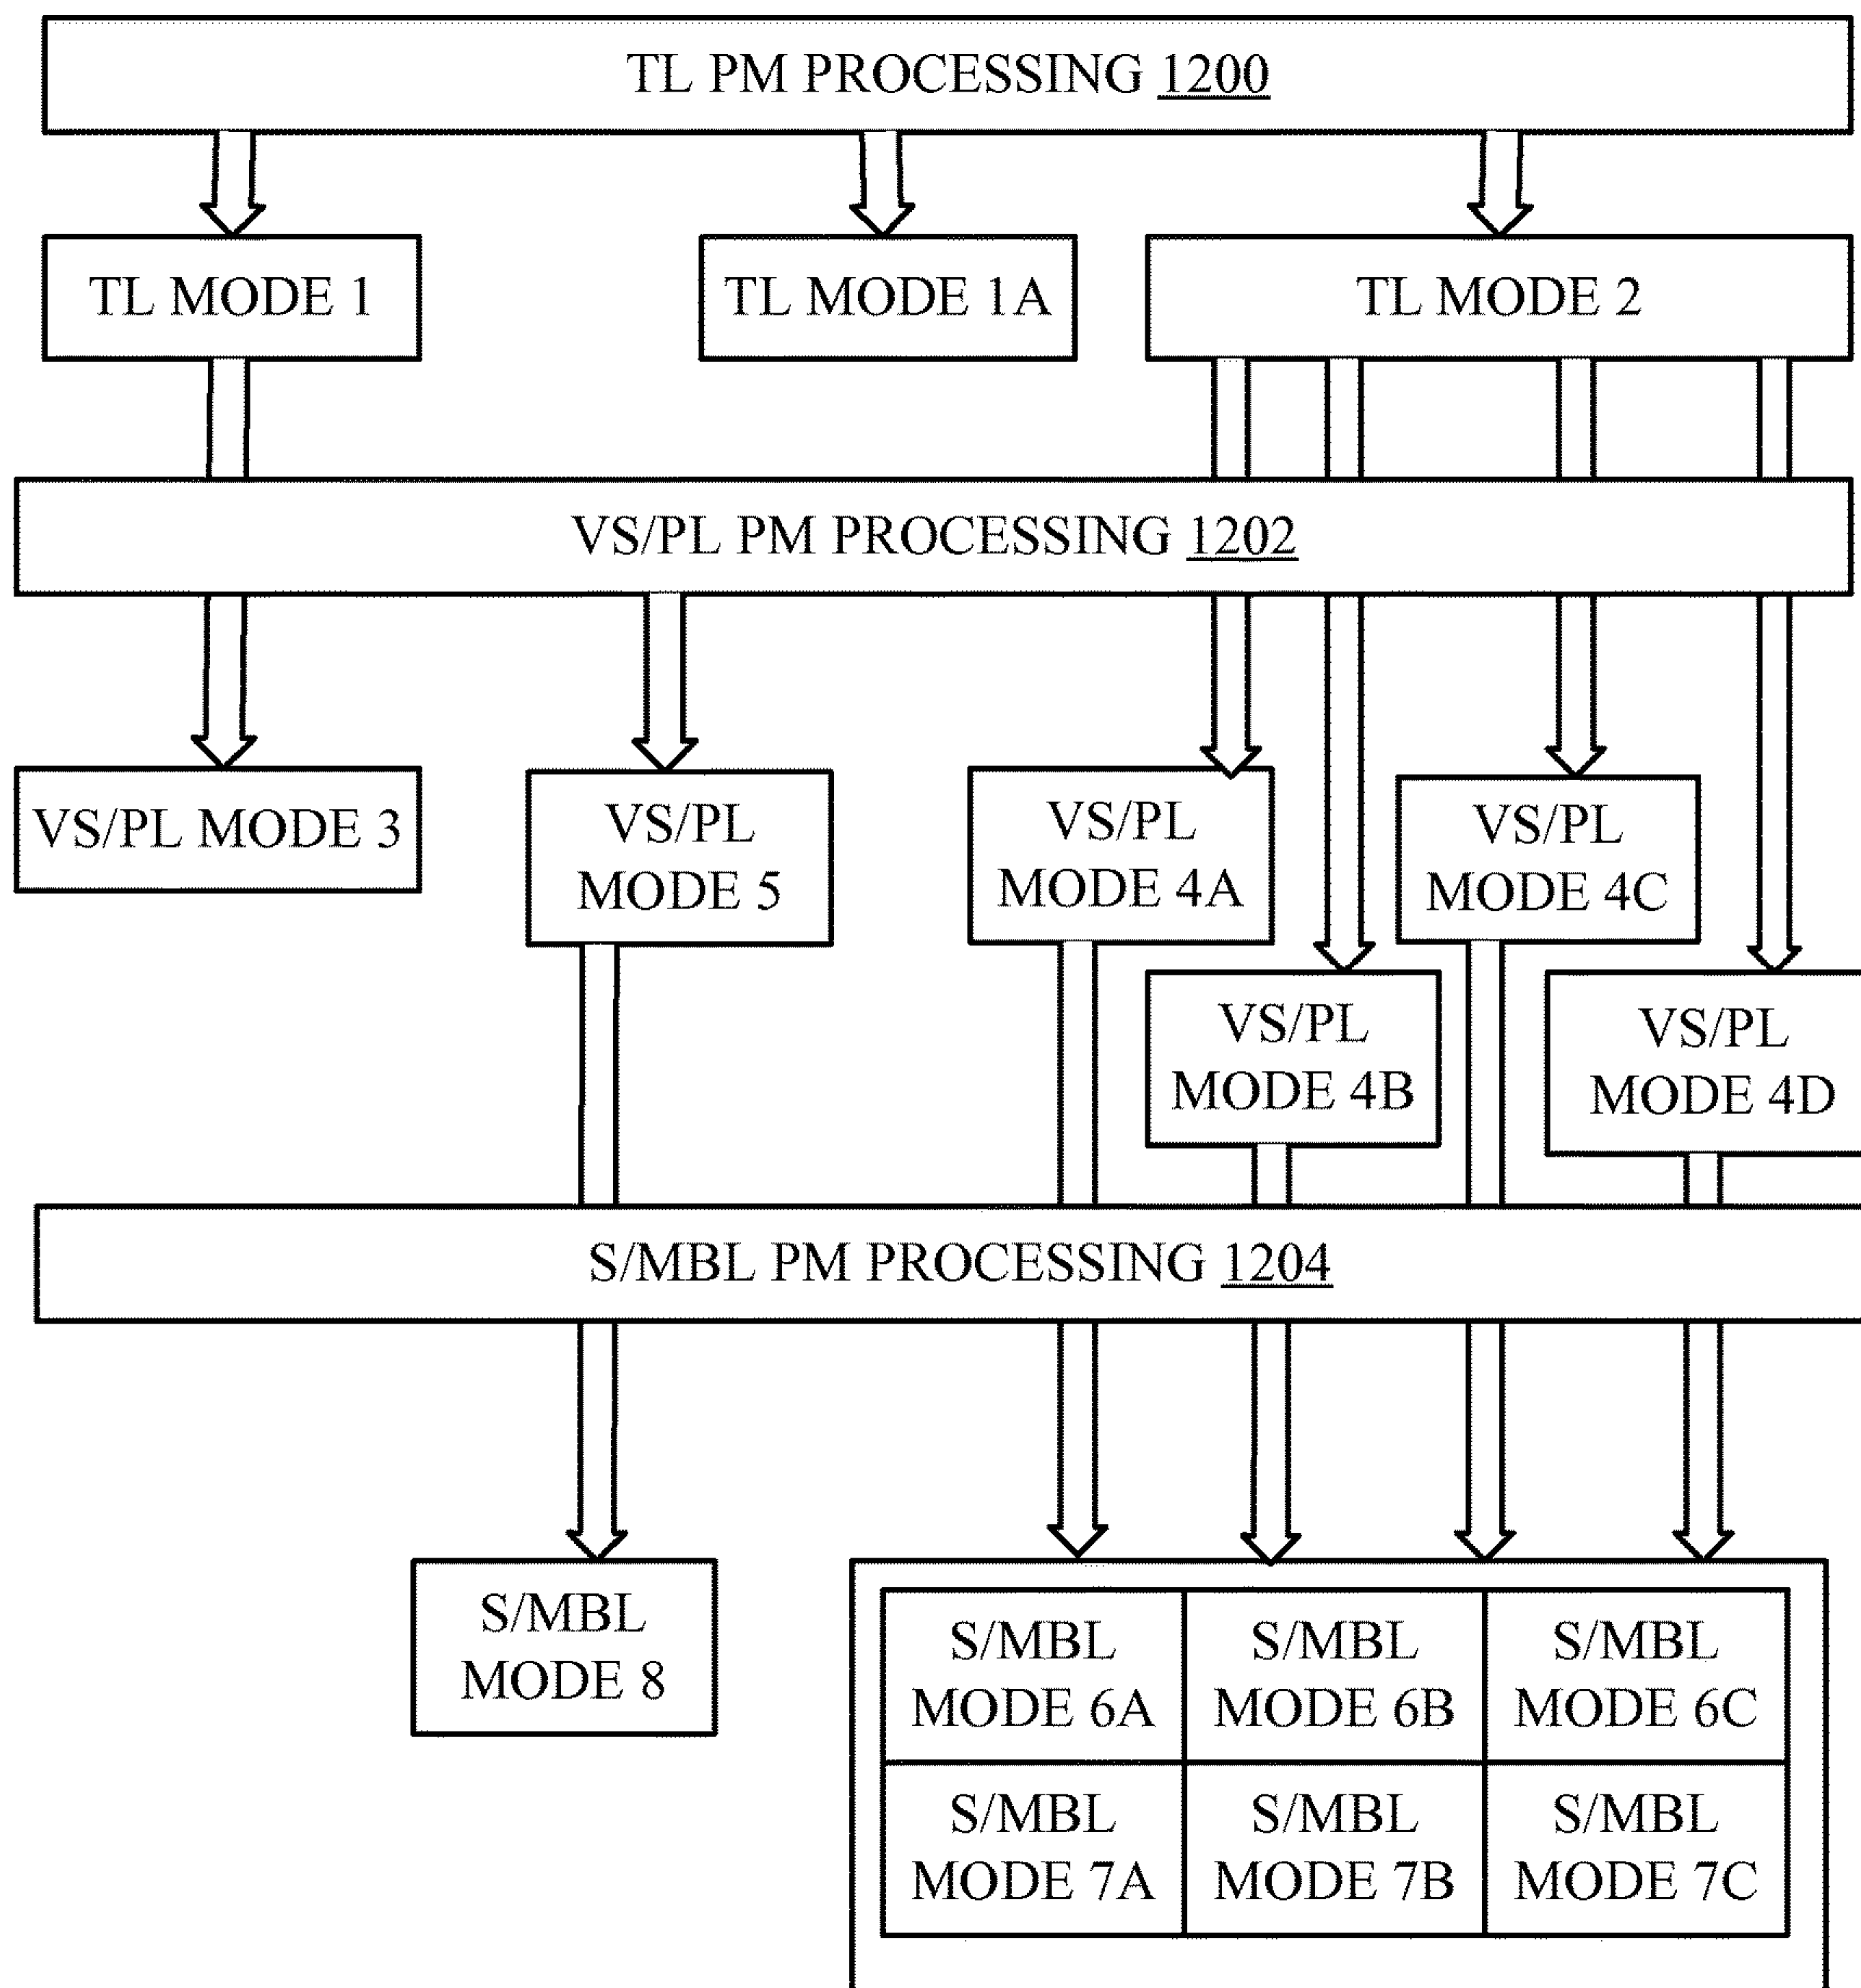 TL PM PROCESSING 1200
TL MODE 1
TL MODE 1A
TL MODE 2
VS/PL PM PROCESSING 1202
VS/PL MODE 3
VS/PL
MODE 5
VS/PL
MODE 4A
VS/PL
MODE 4C
VS/PL
MODE 4B
VS/PL
MODE 4D
S/MBL PM PROCESSING 1204
S/MBL
MODE 8
S/MBL
MODE 6A
S/MBL
MODE 6B
S/MBL
MODE 6C
S/MBL
MODE 7A
S/MBL
MODE 7B
S/MBL
MODE 7C